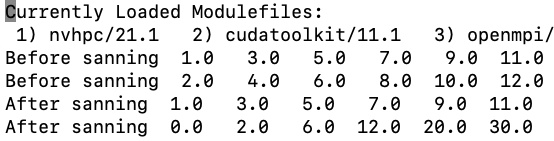 Currently Loaded Modulefiles:
1) nvhpc/21.1 2) cudatoolkit/11.1 3) openmpi/
Before sanning 1.0 3.0 5.0 7.0 9.0 11.0
Before sanning 2.0 4.0 6.0 8.0 10.0 12.0
After sanning 1.0 3.0 5.0 7.0 9.0 11.0
After sanning 0.0 2.0 6.0 12.0 20.0 30.0